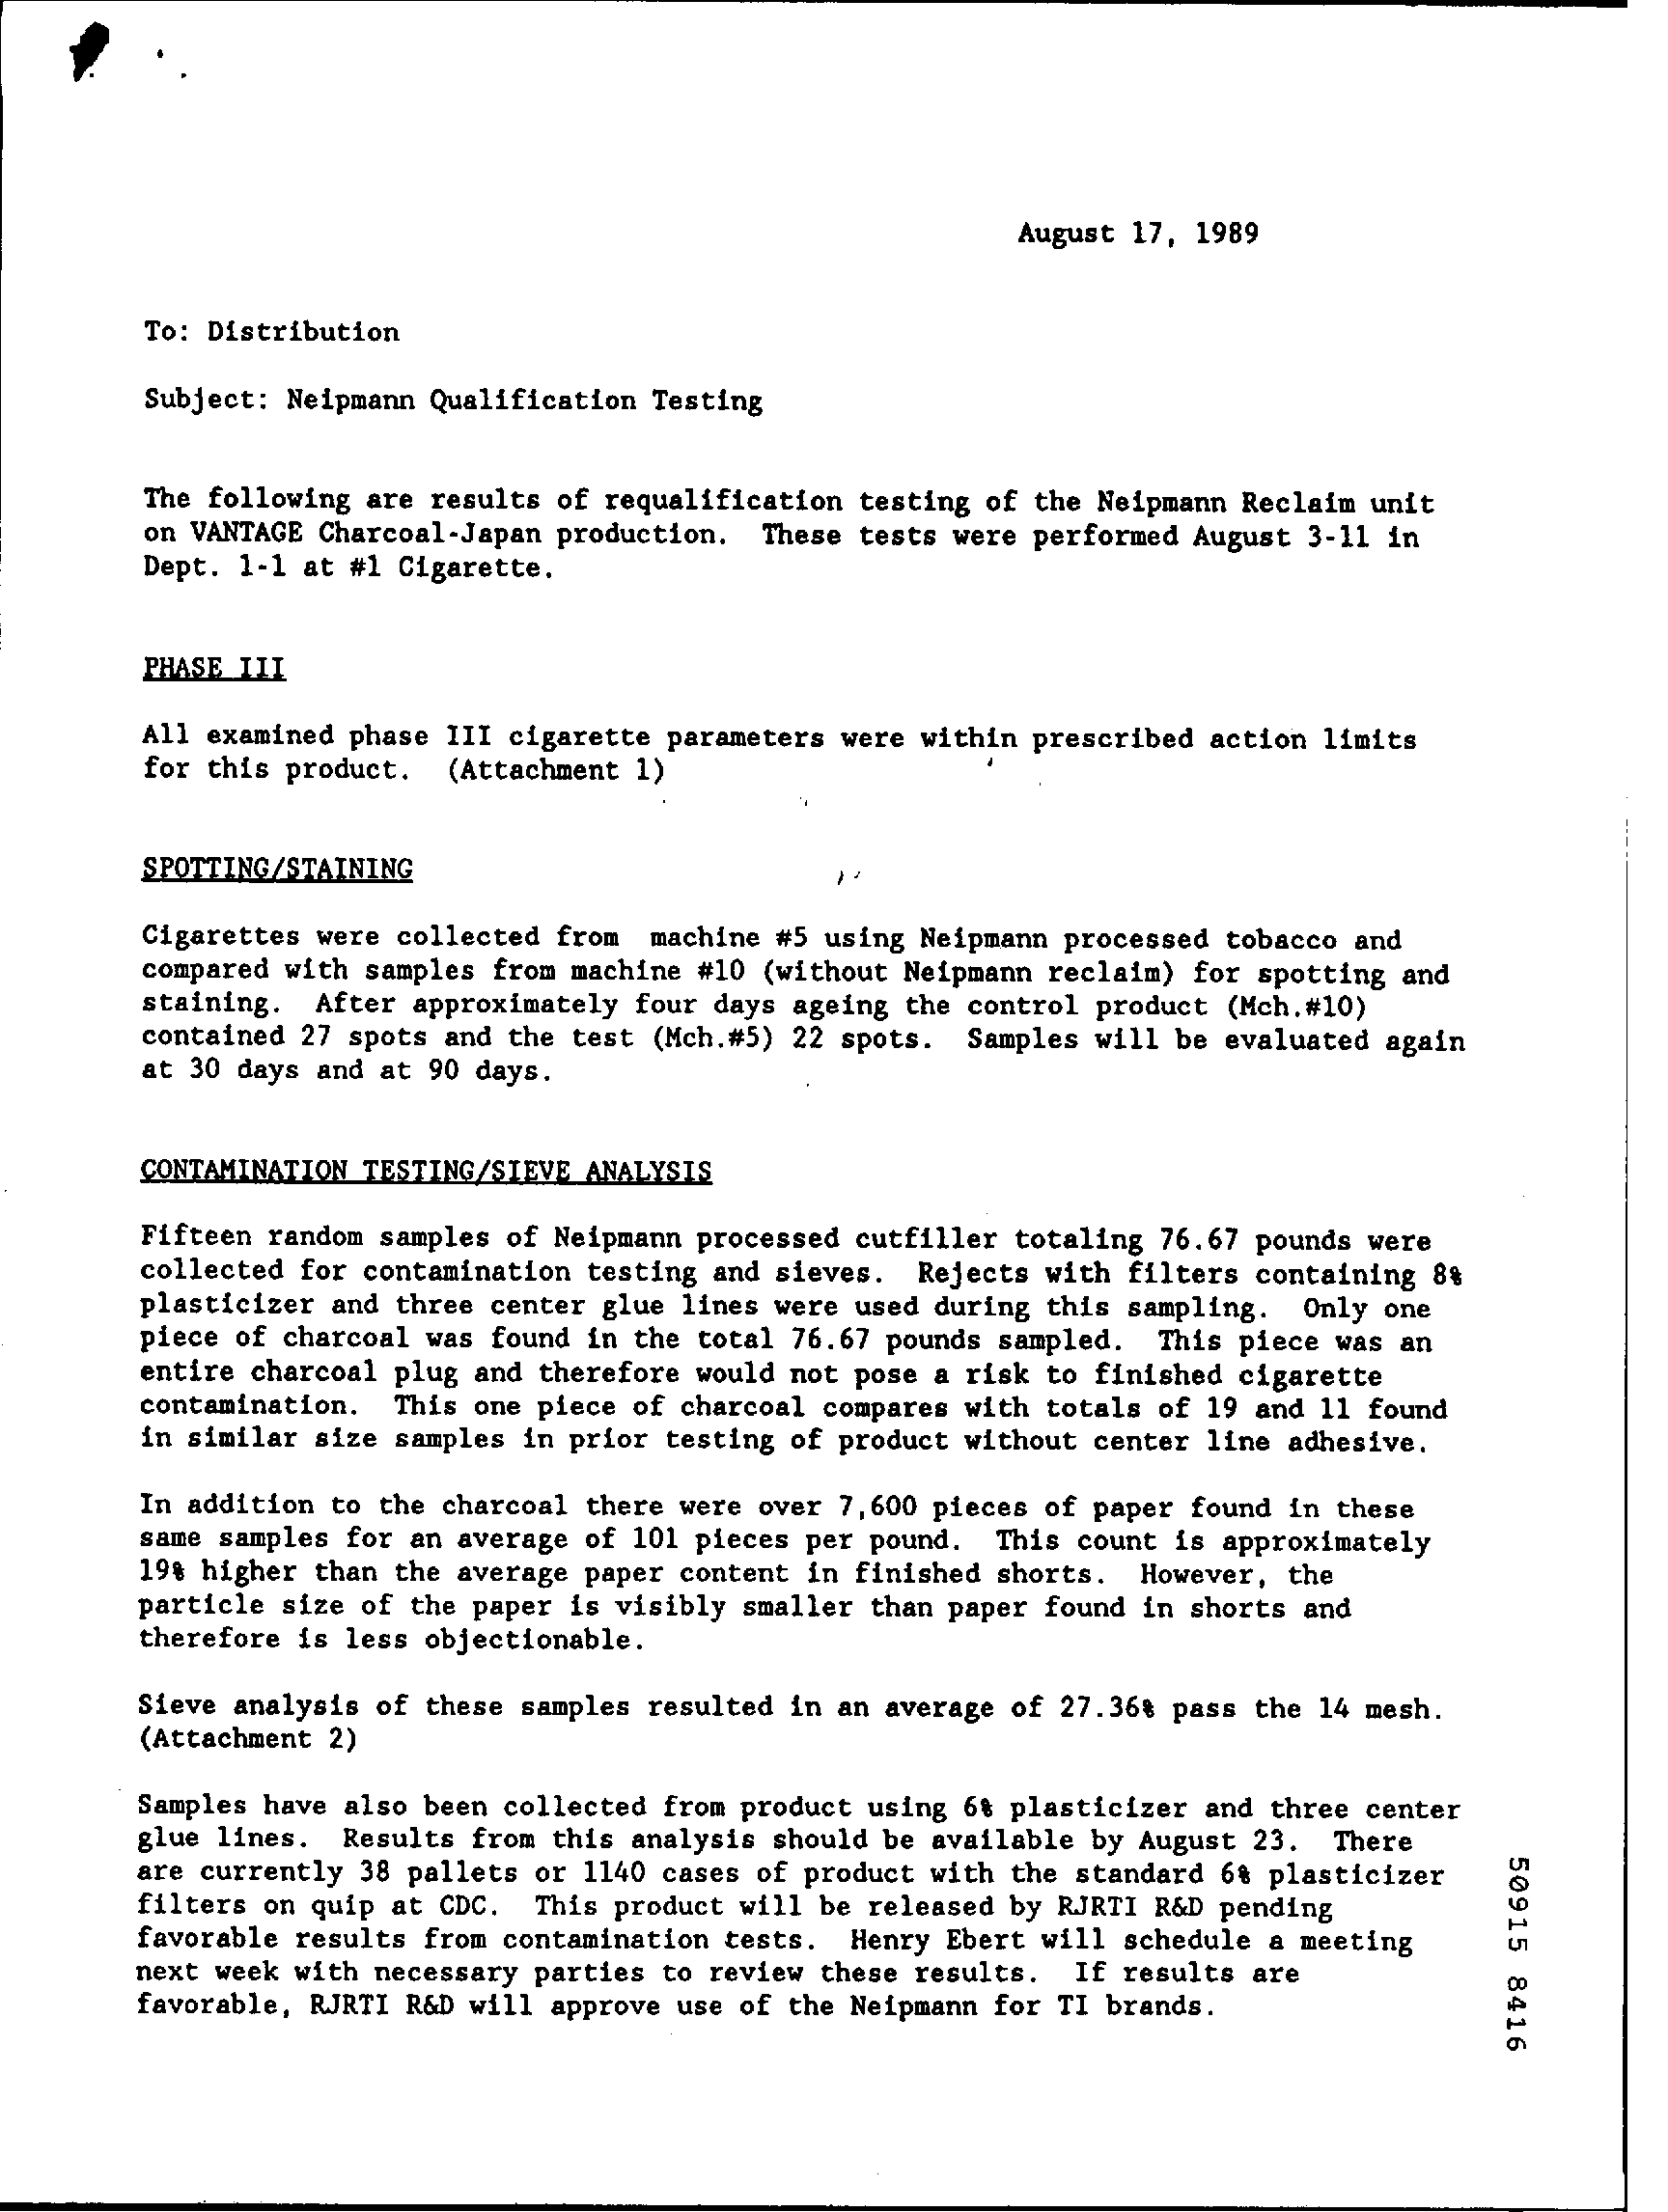 August 17, 1989
To: Distribution
Subject: Neipmann Qualification Testing
The following are results of requalification testing of the Neipmann Reclaim unit
on VANTAGE Charcoal-Japan production.  These tests were performed August 3-11 in
Dept. 1-1 at #1 Cigarette.
PHASE III
All examined phase III cigarette parameters were within prescribed action limits
for this product.  (Attachment 1)
SPOTTING/STAINING
Cigarettes were collected from  machine #5 using Neipmann processed tobacco and
compared with samples from machine #10 (without Neipmann reclaim) for spotting and
staining.  After approximately four days ageing the control product (Mch.#10)
contained 27 spots and the test (Mch.#5) 22 spots.  Samples will be evaluated again
at 30 days and at 90 days.
CONTAMINATION TESTING/SIEVE ANALYSIS
Fifteen random samples of Neipmann processed cutfiller totaling 76.67 pounds were
collected for contamination testing and sieves.  Rejects with filters containing 8%
plasticizer and three center glue lines were used during this sampling.  Only one
piece of charcoal was found in the total 76.67 pounds sampled.  This piece was an
entire charcoal plug and therefore would not pose a risk to finished cigarette
contamination.  This one piece of charcoal compares with totals of 19 and 11 found
in similar size samples in prior testing of product without center line adhesive.
In addition to the charcoal there were over 7,600 pieces of paper found in these
same samples for an average of 101 pieces per pound.  This count is approximately
19% higher than the average paper content in finished shorts.  However, the
particle size of the paper is visibly smaller than paper found in shorts and
therefore is less objectionable.
Sieve analysis of these samples resulted in an average of 27.36% pass the 14 mesh.
(Attachment 2)
Samples have also been collected from product using 6% plasticizer and three center
glue lines.  Results from this analysis should be available by August 23.  There
are currently 38 pallets or 1140 cases of product with the standard 6% plasticizer
filters on quip at CDC.  This product will be released by RJRTI R&D pending
favorable results from contamination tests.  Henry Ebert will schedule a meeting
next week with necessary parties to review these results.  If results are
favorable, RJRTI R&D will approve use of the Neipmann for TI brands.
50915 8416